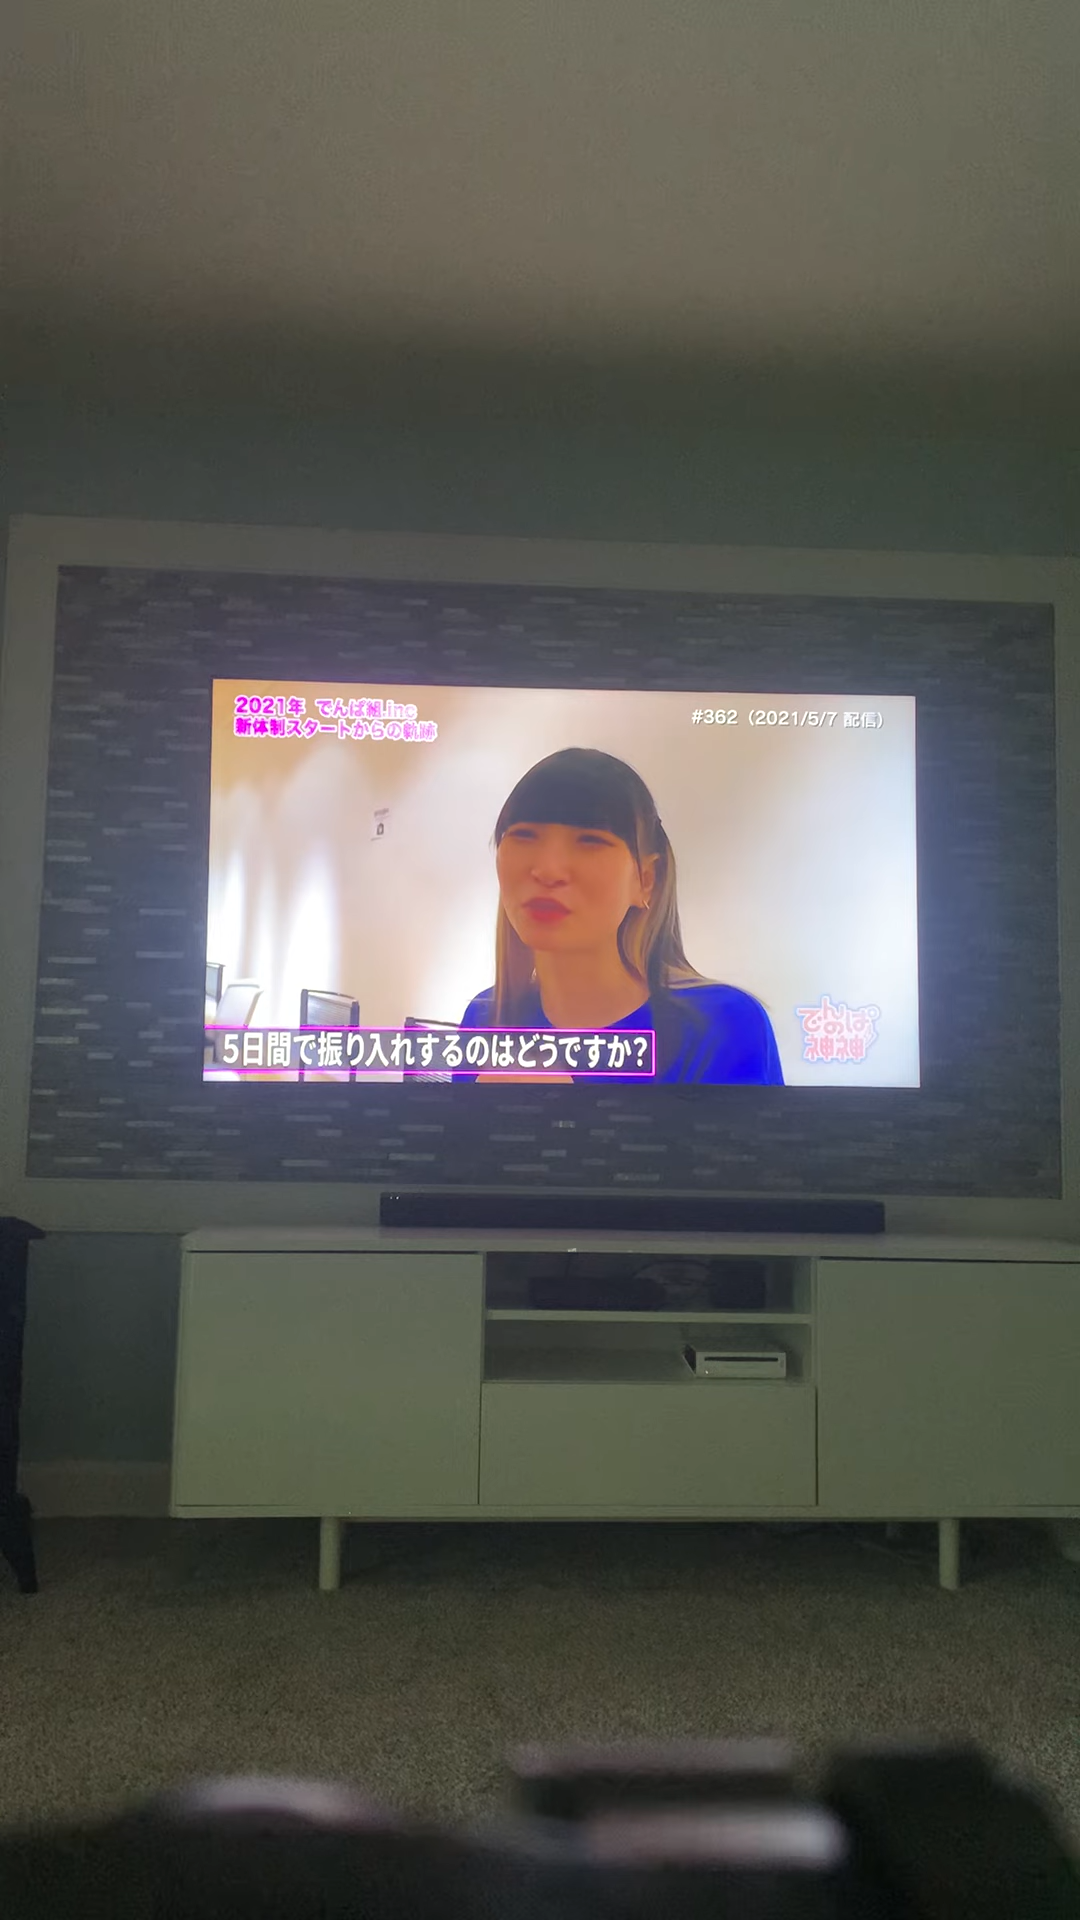 2021年 でんぱ組.inc
新体制スタートからの軌跡
#362（2021/5/7 配信）
でんぱ
の
神神
5日間で振り入れするのはどうですか?